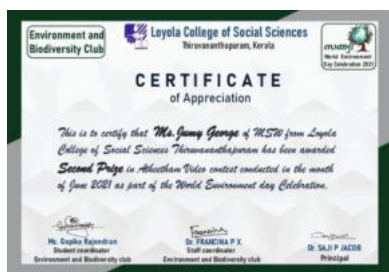 Environment and
Biodiversity Club
Loyola College of Social Sciences
Thiruvananthapuram, Kerala
World Environment
Day Celebration 2021
CERTIFICATE
of Appreciation
This is to certify that Ms. Jumy George of MSW from Loyola
College of Social Sciences Thiruvananthapuram has been awarded
Second Prize in Atheetham Video contest conducted in the month
of June 2021 as part of the World Environment day Celebration.
Ms. Gopika Rajendran
Student coordinator
Environment and Biodiversity club
Dr. FRANCINA P X
Staff coordinator
Environment and Biodiversity club
Dr. SAJI P JACOB
Principal